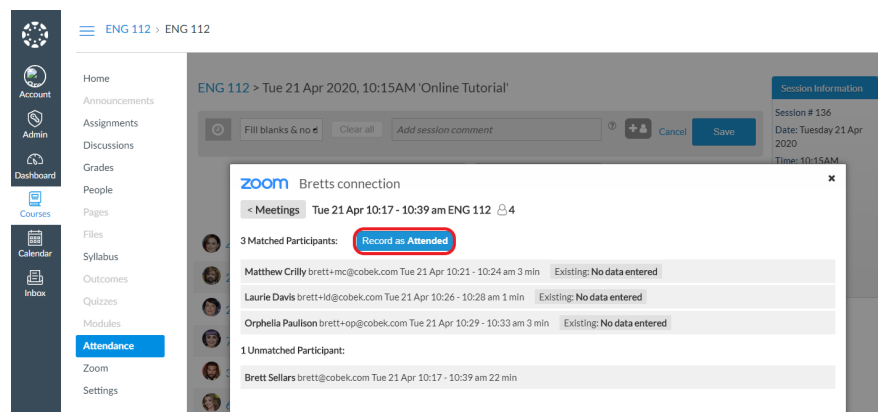 ENG 112 > ENG 112
Account
Admin
Dashboard
Courses
Calendar
Inbox
Home
Announcements
Assignments
Discussions
Grades
People
Pages
Files
Syllabus
Outcomes
Quizzes
Modules
Attendance
Zoom
Settings
ENG 112 > Tue 21 Apr 2020, 10:15AM 'Online Tutorial'
Fill blanks & no
Clear all
Add session comment
Cancel
Save
Session Information
Session # 136
Date: Tuesday 21 Apr
2020
Time: 10:15AM
zoom Bretts connection
< Meetings Tue 21 Apr 10:17 - 10:39 am ENG 112 4
3 Matched Participants: Record as Attended
Matthew Crilly brett+mc@cobek.com Tue 21 Apr 10:21 - 10:24 am 3 min Existing: No data entered
Laurie Davis brett+ld@cobek.com Tue 21 Apr 10:26 - 10:28 am 1 min Existing: No data entered
Orphelia Paulison brett+op@cobek.com Tue 21 Apr 10:29 - 10:33 am 3 min Existing: No data entered
1 Unmatched Participant:
Brett Sellars brett@cobek.com Tue 21 Apr 10:17 - 10:39 am 22 min